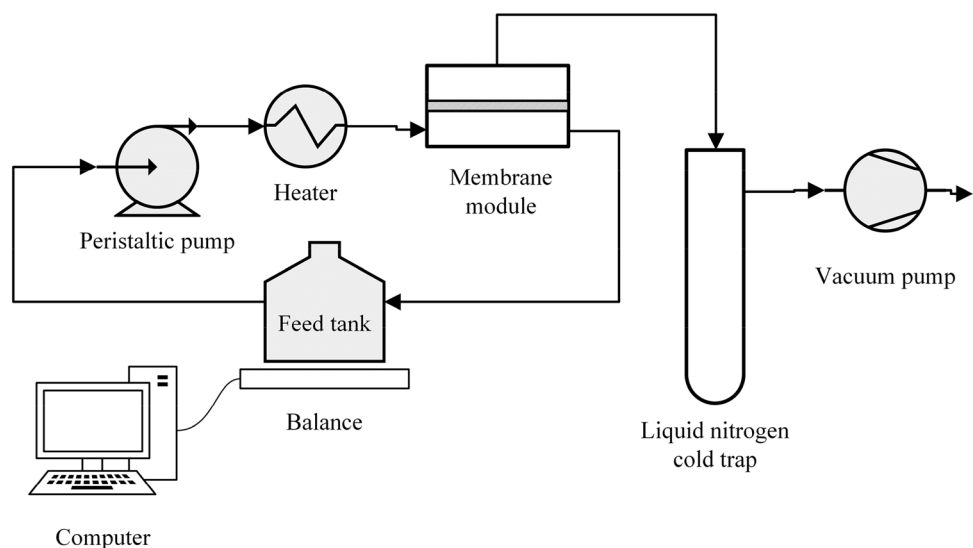 Membrane
module
Heater
Peristaltic pump
Vacuum pump
Feed tank
Balance
Liquid nitrogen
cold trap
Computer